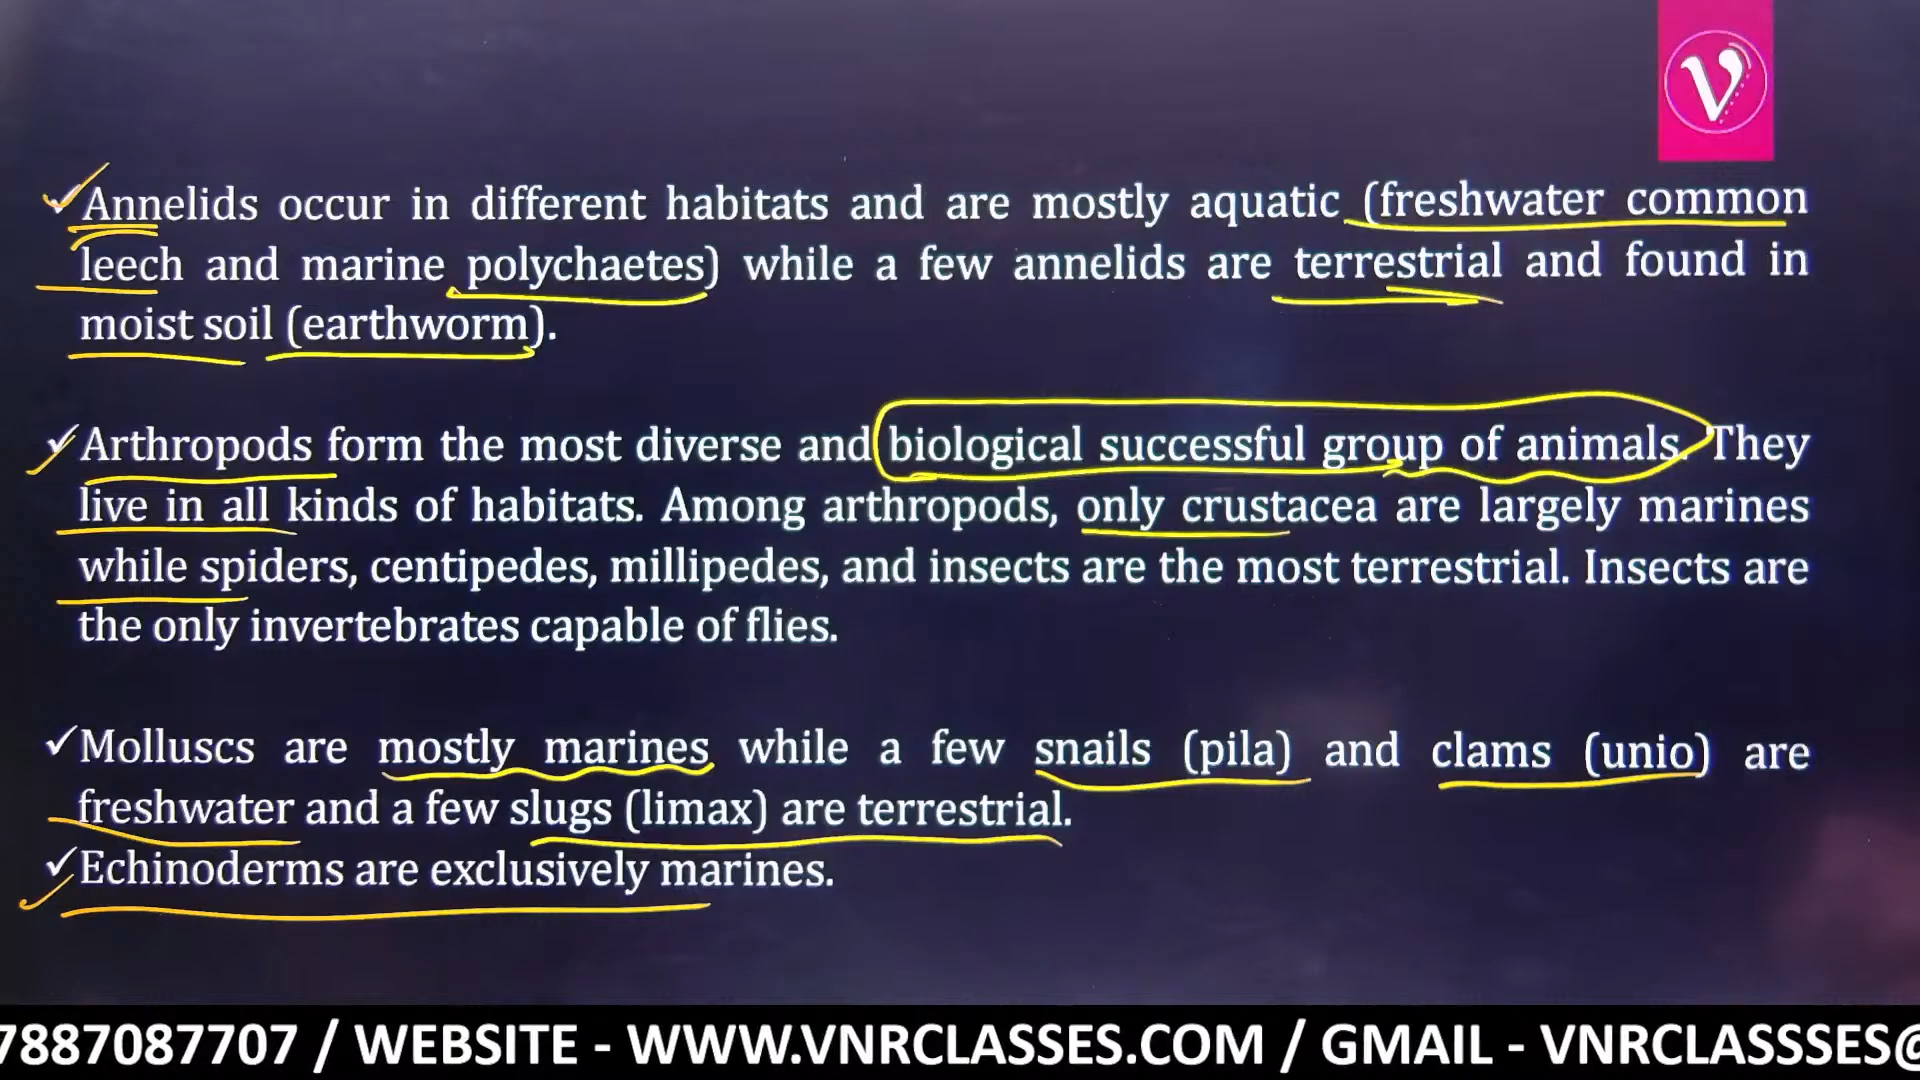 V
✓Annelids occur in different habitats and are mostly aquatic (freshwater common
leech and marine polychaetes) while a few annelids are terrestrial and found in
moist soil (earthworm).
✓Arthropods form the most diverse and biological successful group of animals. They
live in all kinds of habitats. Among arthropods, only crustacea are largely marines
while spiders, centipedes, millipedes, and insects are the most terrestrial. Insects are
the only invertebrates capable of flies.
✓Molluscs are mostly marines while a few snails (pila) and clams (unio) are
freshwater and a few slugs (limax) are terrestrial.
✓Echinoderms are exclusively marines.
7887087707 / WEBSITE - WWW.VNRCLASSES.COM / GMAIL - VNRCLASSSES@